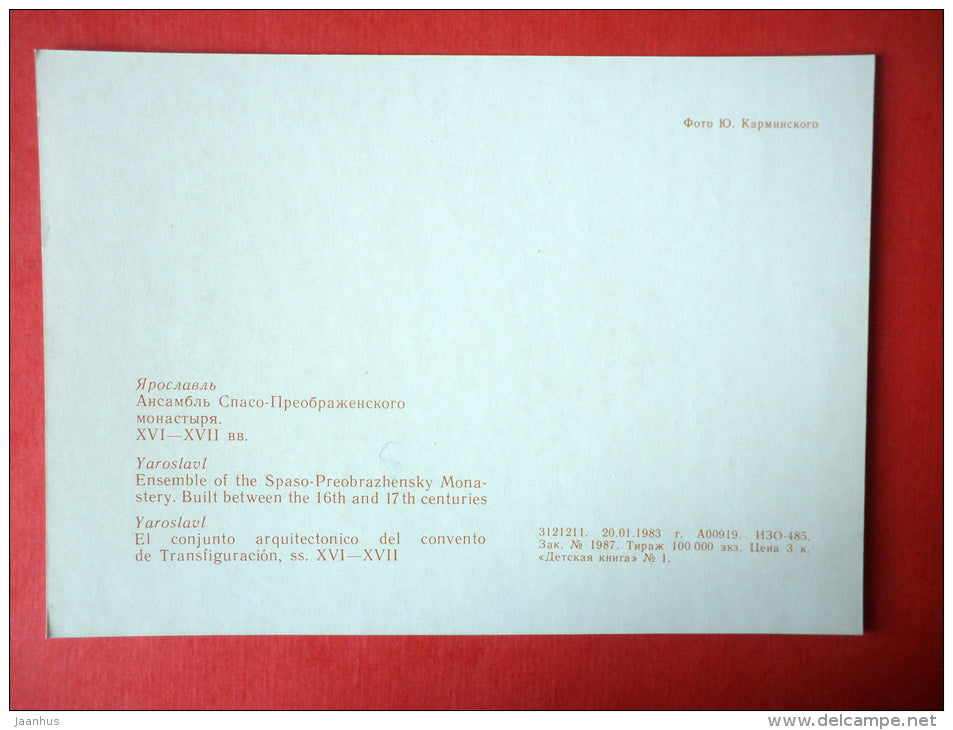 Фото Ю. Карминского
Ярославль
Ансамбль Спасо-Преображенского
монастыря.
XVI—XVII вв.
Yaroslavl
Ensemble of the Spaso-Preobrazhensky Mona-
stery. Built between the 16th and 17th centuries
Yaroslavl
El conjunto arquitectonico del convento
de Transfiguración, ss. XVI—XVII
3121211. 20.01.1983 г. А00919. ИЗО-485.
Зак. № 1987. Тираж 100 000 экз. Цена 3 к.
«Детская книга» № 1.
jaanhus
www.delcampe.net